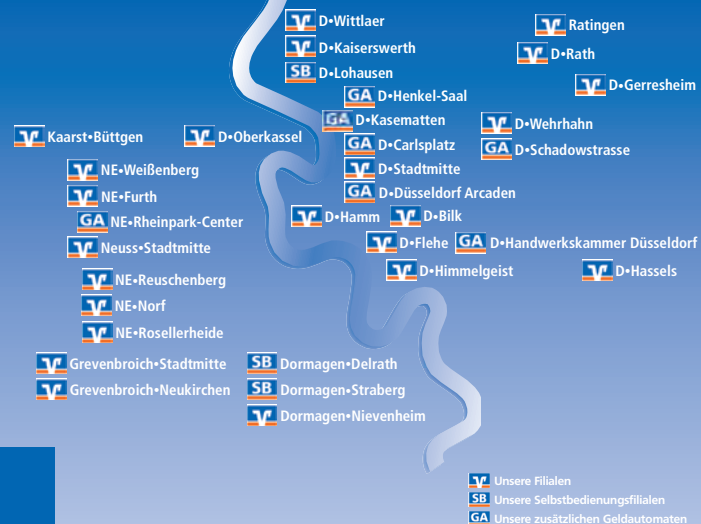 D•Wittlaer
Ratingen
D•Kaiserswerth
D•Rath
SB D•Lohausen
D•Gerresheim
GA D•Henkel-Saal
GA D•Kasematten
D•Wehrhahn
Kaarst•Büttgen
D•Oberkassel
GA D•Carlsplatz
GA D•Schadowstrasse
NE•Weißenberg
D•Stadtmitte
NE•Furth
GA D•Düsseldorf Arcaden
GA NE•Rheinpark-Center
D•Hamm
D•Bilk
Neuss•Stadtmitte
D•Flehe
GA D•Handwerkskammer Düsseldorf
D•Himmelgeist
D•Hassels
NE•Reuschenberg
NE•Norf
NE•Rosellerheide
Grevenbroich•Stadtmitte
SB Dormagen•Delrath
Grevenbroich•Neukirchen
SB Dormagen•Straberg
Dormagen•Nievenheim
Unsere Filialen
SB Unsere Selbstbedienungsfilialen
GA Unsere zusätzlichen Geldautomaten